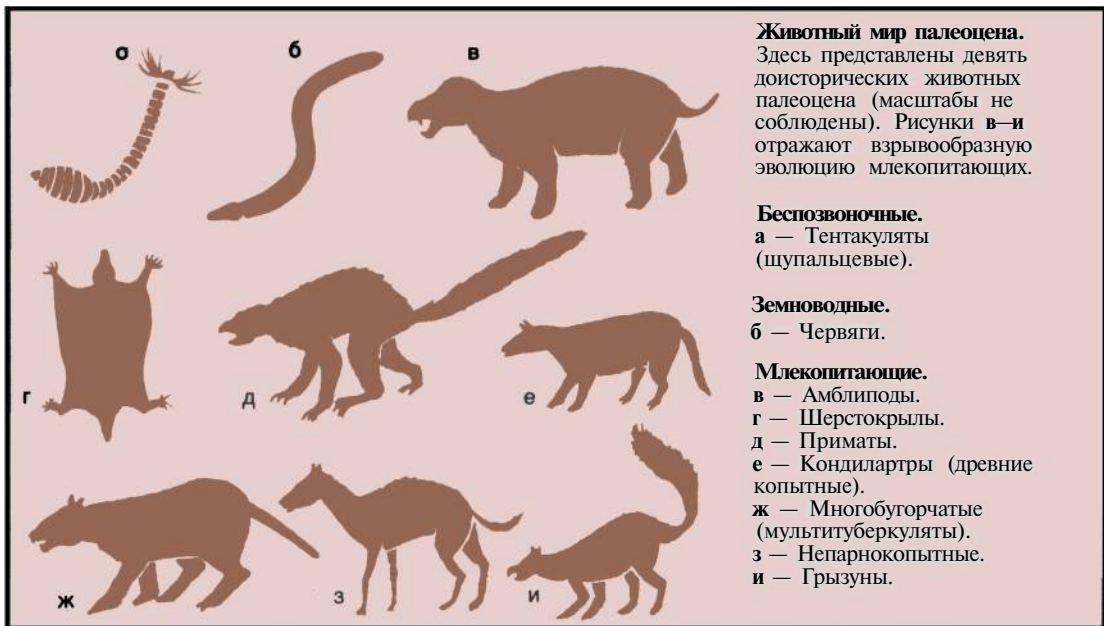 а
б
в
г
д
е
ж
з
и
Животный мир палеоцена.
Здесь представлены девять
доисторических животных
палеоцена (масштабы не
соблюдены). Рисунки в—и
отражают взрывообразную
эволюцию млекопитающих.
Беспозвоночные.
а — Тентакуляты
(щупальцевые).
Земноводные.
б — Червяги.
Млекопитающие.
в — Амблиподы.
г — Шерстокрылы.
д — Приматы.
е — Кондилартры (древние
копытные).
ж — Многобугорчатые
(мультитуберкуляты).
з — Непарнокопытные.
и — Грызуны.